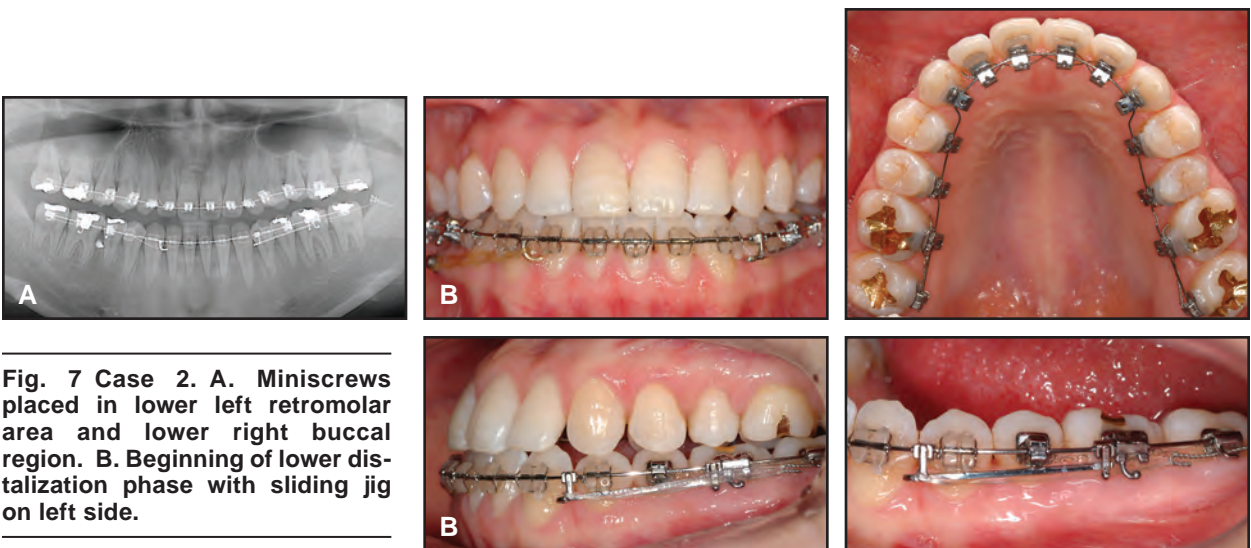 A
B
Fig. 7 Case 2. A. Miniscrews
placed in lower left retromolar
area and lower right buccal
region. B. Beginning of lower dis-
talization phase with sliding jig
on left side.
B